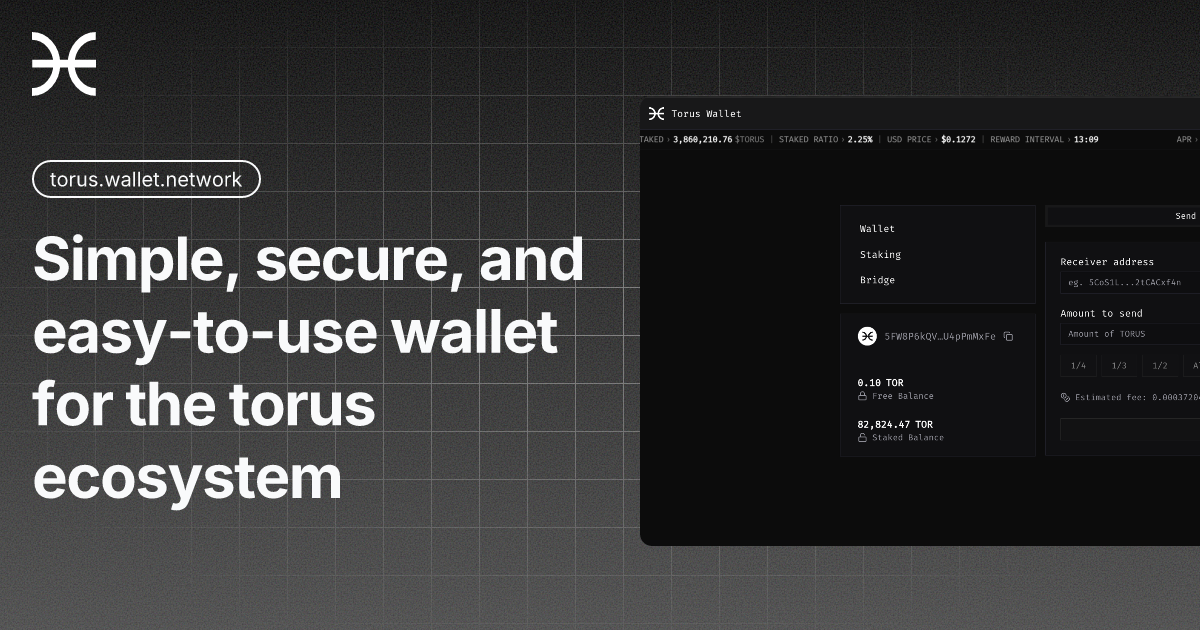 torus.wallet.network
Simple, secure, and
easy-to-use wallet
for the torus
ecosystem
Torus Wallet
TAKED › 3,860,210.76 $TORUS | STAKED RATIO › 2.25% | USD PRICE › $0.1272 | REWARD INTERVAL › 13:09 APR ›
Wallet
Staking
Bridge
5FW8P6kQV…U4pPmMxFe
0.10 TOR
Free Balance
82,824.47 TOR
Staked Balance
Send
Receiver address
eg. 5CoS1L...2tCACxf4n
Amount to send
Amount of TORUS
1/4 1/3 1/2 A
Estimated fee: 0.0003720